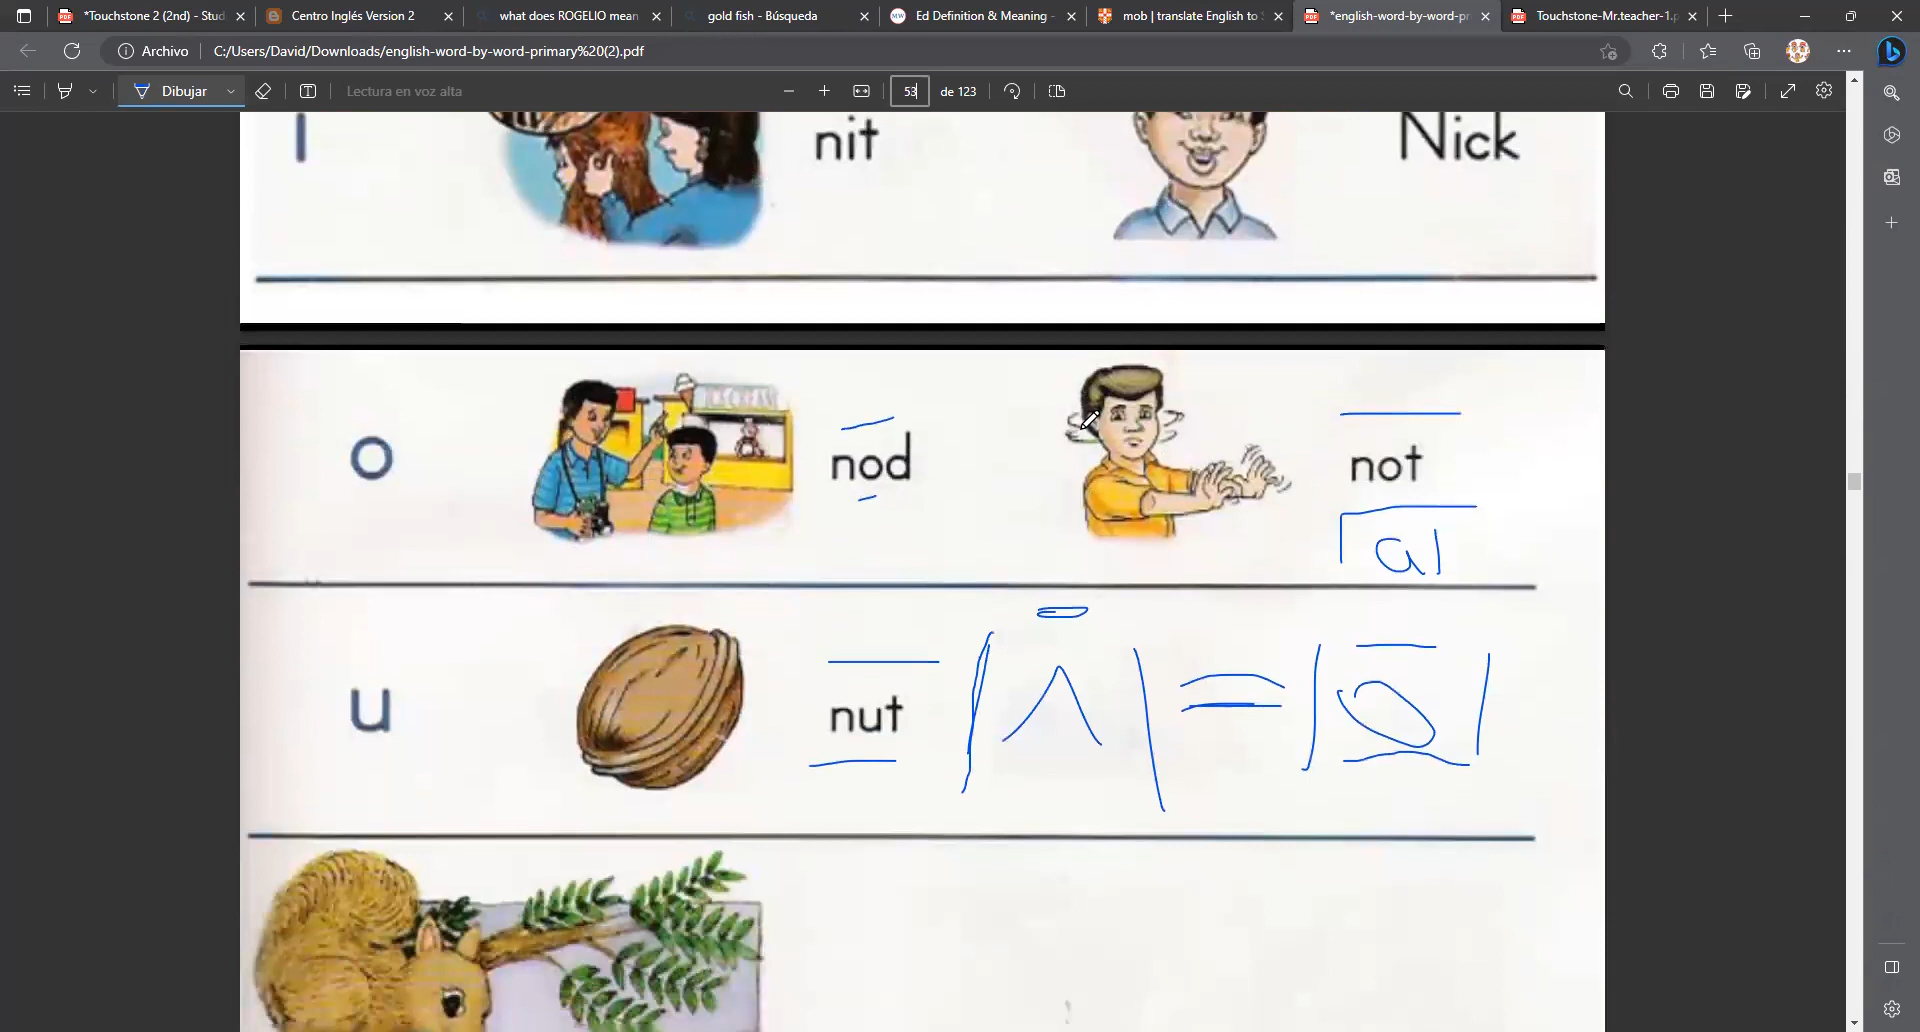 *Touchstone 2 (2nd) - Stud
Centro Inglés Version 2
what does ROGELIO mean
gold fish - Búsqueda
Ed Definition & Meaning -
mob | translate English to S
*english-word-by-word-pr
Touchstone-Mr.teacher-1.p
Archivo C:/Users/David/Downloads/english-word-by-word-primary%20(2).pdf
Dibujar Lectura en voz alta 53 de 123
i nit Nick
o nod not
a
u nut ʌ = o